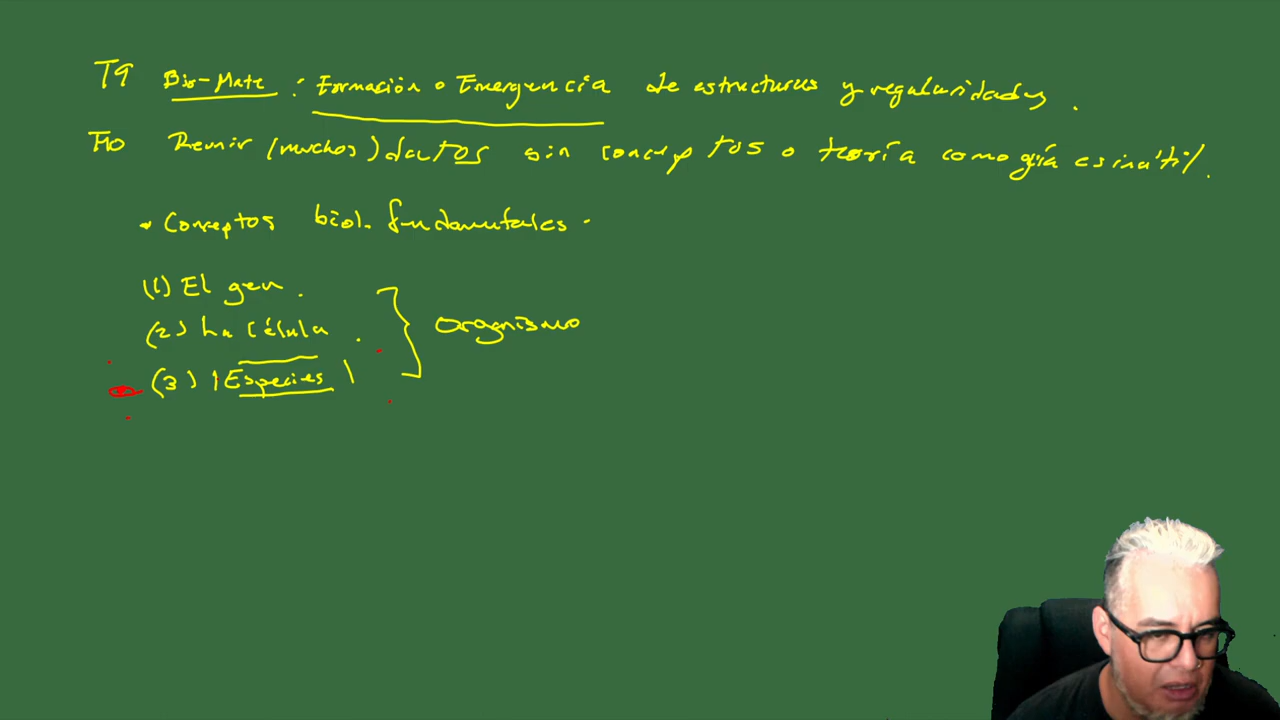 T9 Bio-Mate : Formación o Emergencia de estructuras y regularidades.
T10 Reunir (muchos) datos sin conceptos o teoría como guía es inútil.
• Conceptos biol. fundamentales.
(1) El gen.
(2) La Célula.
(3) Especies
Oragnismo